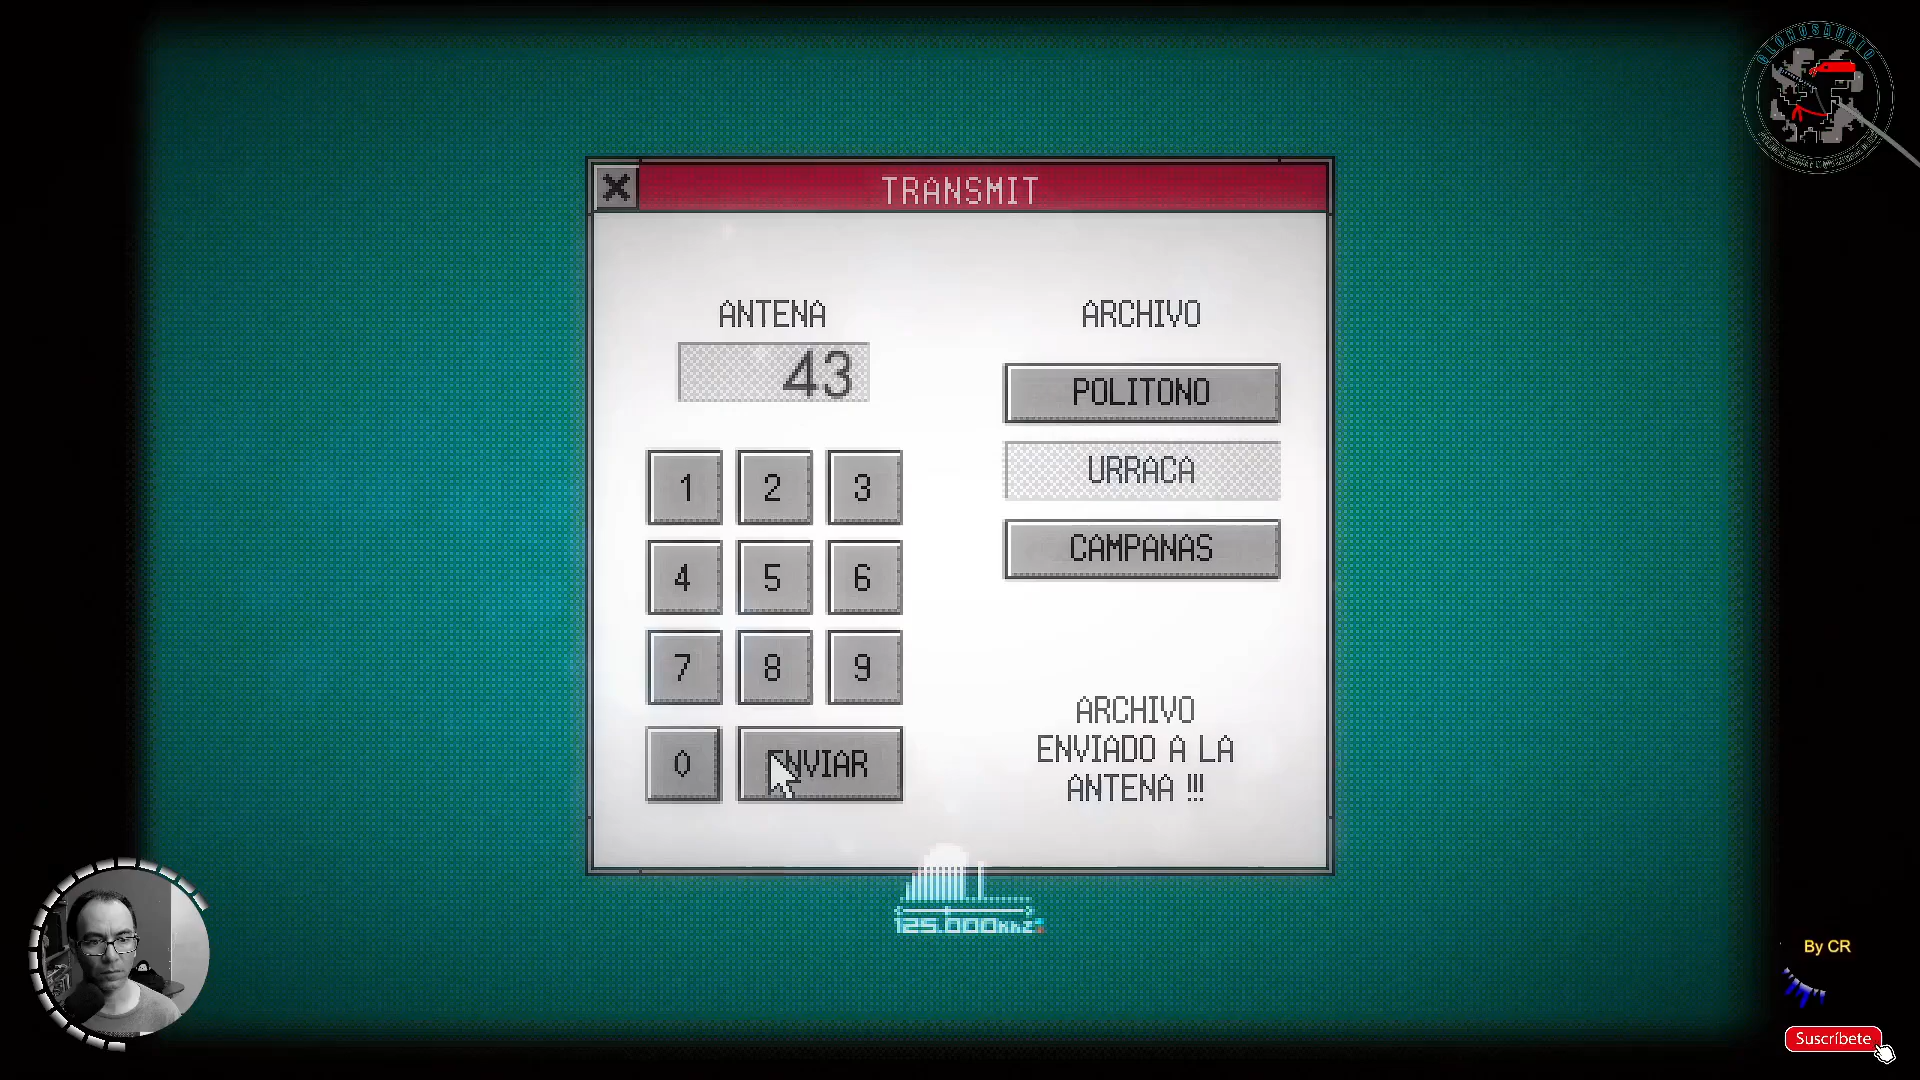 TRANSMIT
ANTENA
ARCHIVO
43
POLITONO
URRACA
CAMPANAS
1 2 3
4 5 6
7 8 9
0 ENVIAR
ARCHIVO
ENVIADO A LA
ANTENA !!!
125.000KHZ
By CR
Suscríbete